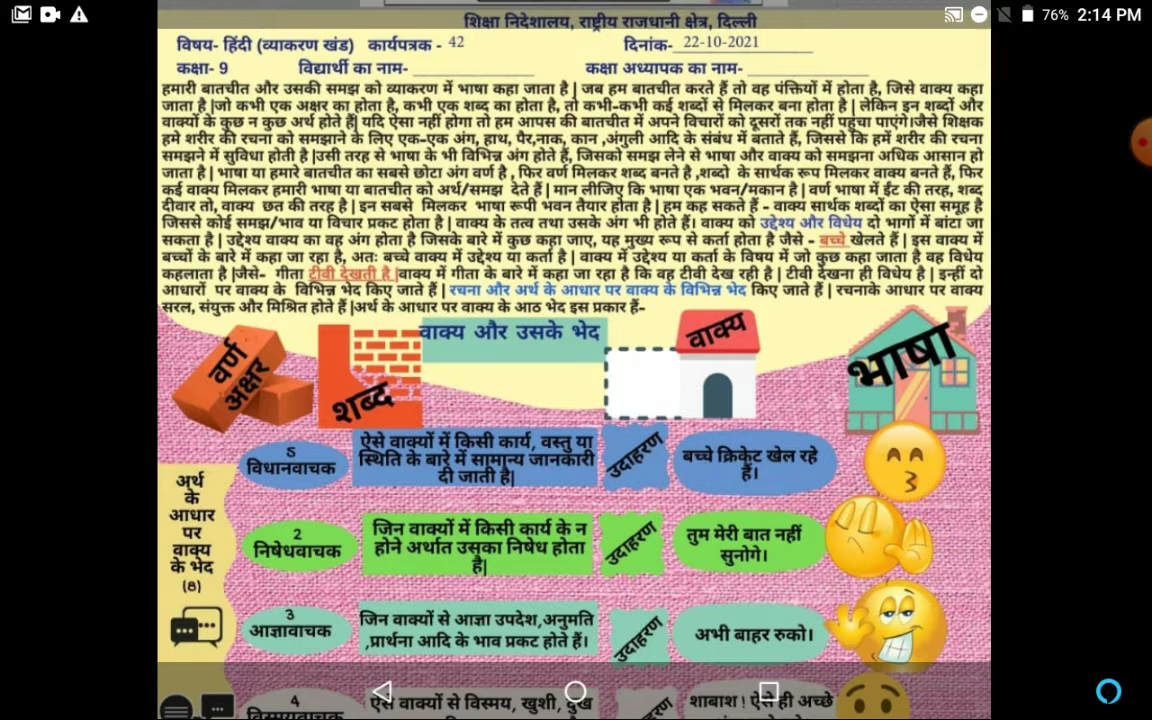 76% 2:14 PM
शिक्षा निदेशालय, राष्ट्रीय राजधानी क्षेत्र, दिल्ली
विषय- हिंदी (व्याकरण खंड) कार्यपत्रक - 42 दिनांक- 22-10-2021
कक्षा- 9 विद्यार्थी का नाम- कक्षा अध्यापक का नाम-
हमारी बातचीत और उसकी समझ को व्याकरण में भाषा कहा जाता है | जब हम बातचीत करते हैं तो वह पंक्तियों में होता है, जिसे वाक्य कहा
जाता है |जो कभी एक अक्षर का होता है, कभी एक शब्द का होता है, तो कभी-कभी कई शब्दों से मिलकर बना होता है | लेकिन इन शब्दों और
वाक्यों के कुछ न कुछ अर्थ होते हैं| यदि ऐसा नहीं होगा तो हम आपस की बातचीत में अपने विचारों को दूसरों तक नहीं पहुंचा पाएंगे।जैसे शिक्षक
हमे शरीर की रचना को समझाने के लिए एक-एक अंग, हाथ, पैर,नाक, कान ,अंगुली आदि के संबंध में बताते हैं, जिससे कि हमें शरीर की रचना
समझने में सुविधा होती है |उसी तरह से भाषा के भी विभिन्न अंग होते हैं, जिसको समझ लेने से भाषा और वाक्य को समझना अधिक आसान हो
जाता है | भाषा या हमारे बातचीत का सबसे छोटा अंग वर्ण है , फिर वर्ण मिलकर शब्द बनते है ,शब्दो के सार्थक रूप मिलकर वाक्य बनते हैं, फिर
कई वाक्य मिलकर हमारी भाषा या बातचीत को अर्थ/समझ देते हैं | मान लीजिए कि भाषा एक भवन/मकान है | वर्ण भाषा में ईंट की तरह, शब्द
दीवार तो, वाक्य छत की तरह है | इन सबसे मिलकर भाषा रूपी भवन तैयार होता है | हम कह सकते हैं - वाक्य सार्थक शब्दों का ऐसा समूह है
जिससे कोई समझ/भाव या विचार प्रकट होता है | वाक्य के तत्व तथा उसके अंग भी होते हैं। वाक्य को उद्देश्य और विधेय दो भागों में बांटा जा
सकता है | उद्देश्य वाक्य का वह अंग होता है जिसके बारे में कुछ कहा जाए, यह मुख्य रूप से कर्ता होता है जैसे - बच्चे खेलते हैं | इस वाक्य में
बच्चों के बारे में कहा जा रहा है, अतः बच्चे वाक्य में उद्देश्य या कर्ता है | वाक्य में उद्देश्य या कर्ता के विषय में जो कुछ कहा जाता है वह विधेय
कहलाता है |जैसे- गीता टीवी देखती है |वाक्य में गीता के बारे में कहा जा रहा है कि वह टीवी देख रही है | टीवी देखना ही विधेय है | इन्हीं दो
आधारों पर वाक्य के विभिन्न भेद किए जाते हैं | रचना और अर्थ के आधार पर वाक्य के विभिन्न भेद किए जाते हैं | रचनाके आधार पर वाक्य
सरल, संयुक्त और मिश्रित होते हैं |अर्थ के आधार पर वाक्य के आठ भेद इस प्रकार हैं-
वाक्य और उसके भेद
वर्ण
अक्षर
शब्द
वाक्य
भाषा
अर्थ
के
आधार
पर
वाक्य
के भेद
(8)
विधानवाचक
ऐसे वाक्यों में किसी कार्य, वस्तु या
स्थिति के बारे में सामान्य जानकारी
दी जाती है|
उदाहरण
बच्चे क्रिकेट खेल रहे
हैं।
2
निषेधवाचक
जिन वाक्यों में किसी कार्य के न
होने अर्थात उसका निषेध होता
है|
उदाहरण
तुम मेरी बात नहीं
सुनोगे।
3
आज्ञावाचक
जिन वाक्यों से आज्ञा उपदेश,अनुमति
,प्रार्थना आदि के भाव प्रकट होते हैं।
उदाहरण
अभी बाहर रुको।
4
विस्मयवाचक
ऐसे वाक्यों से विस्मय, खुशी, दुख
शाबाश ! ऐसे ही अच्छे